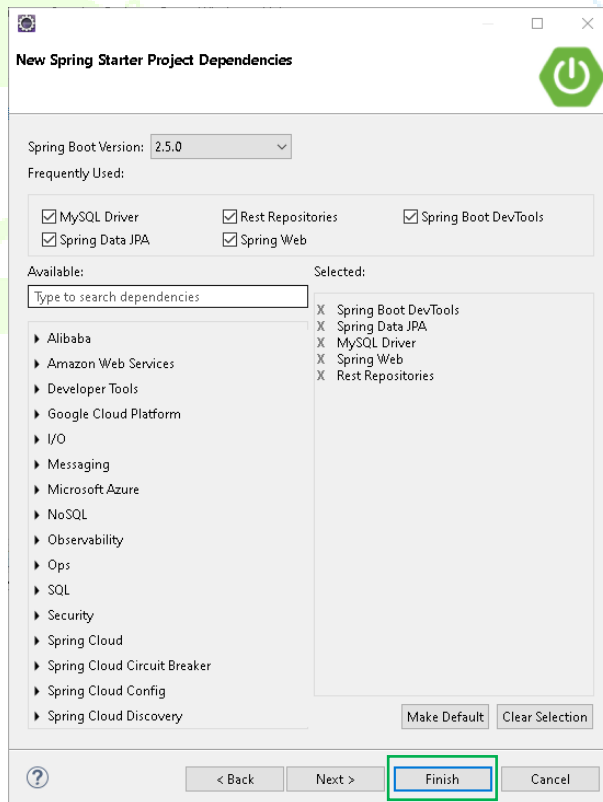 New Spring Starter Project Dependencies
Spring Boot Version: 2.5.0
Frequently Used:
MySQL Driver Rest Repositories Spring Boot DevTools
Spring Data JPA Spring Web
Available: Selected:
Type to search dependencies
X Spring Boot DevTools
X Spring Data JPA
X MySQL Driver
X Spring Web
X Rest Repositories
Alibaba
Amazon Web Services
Developer Tools
Google Cloud Platform
I/O
Messaging
Microsoft Azure
NoSQL
Observability
Ops
SQL
Security
Spring Cloud
Spring Cloud Circuit Breaker
Spring Cloud Config
Spring Cloud Discovery
Make Default Clear Selection
? < Back Next > Finish Cancel